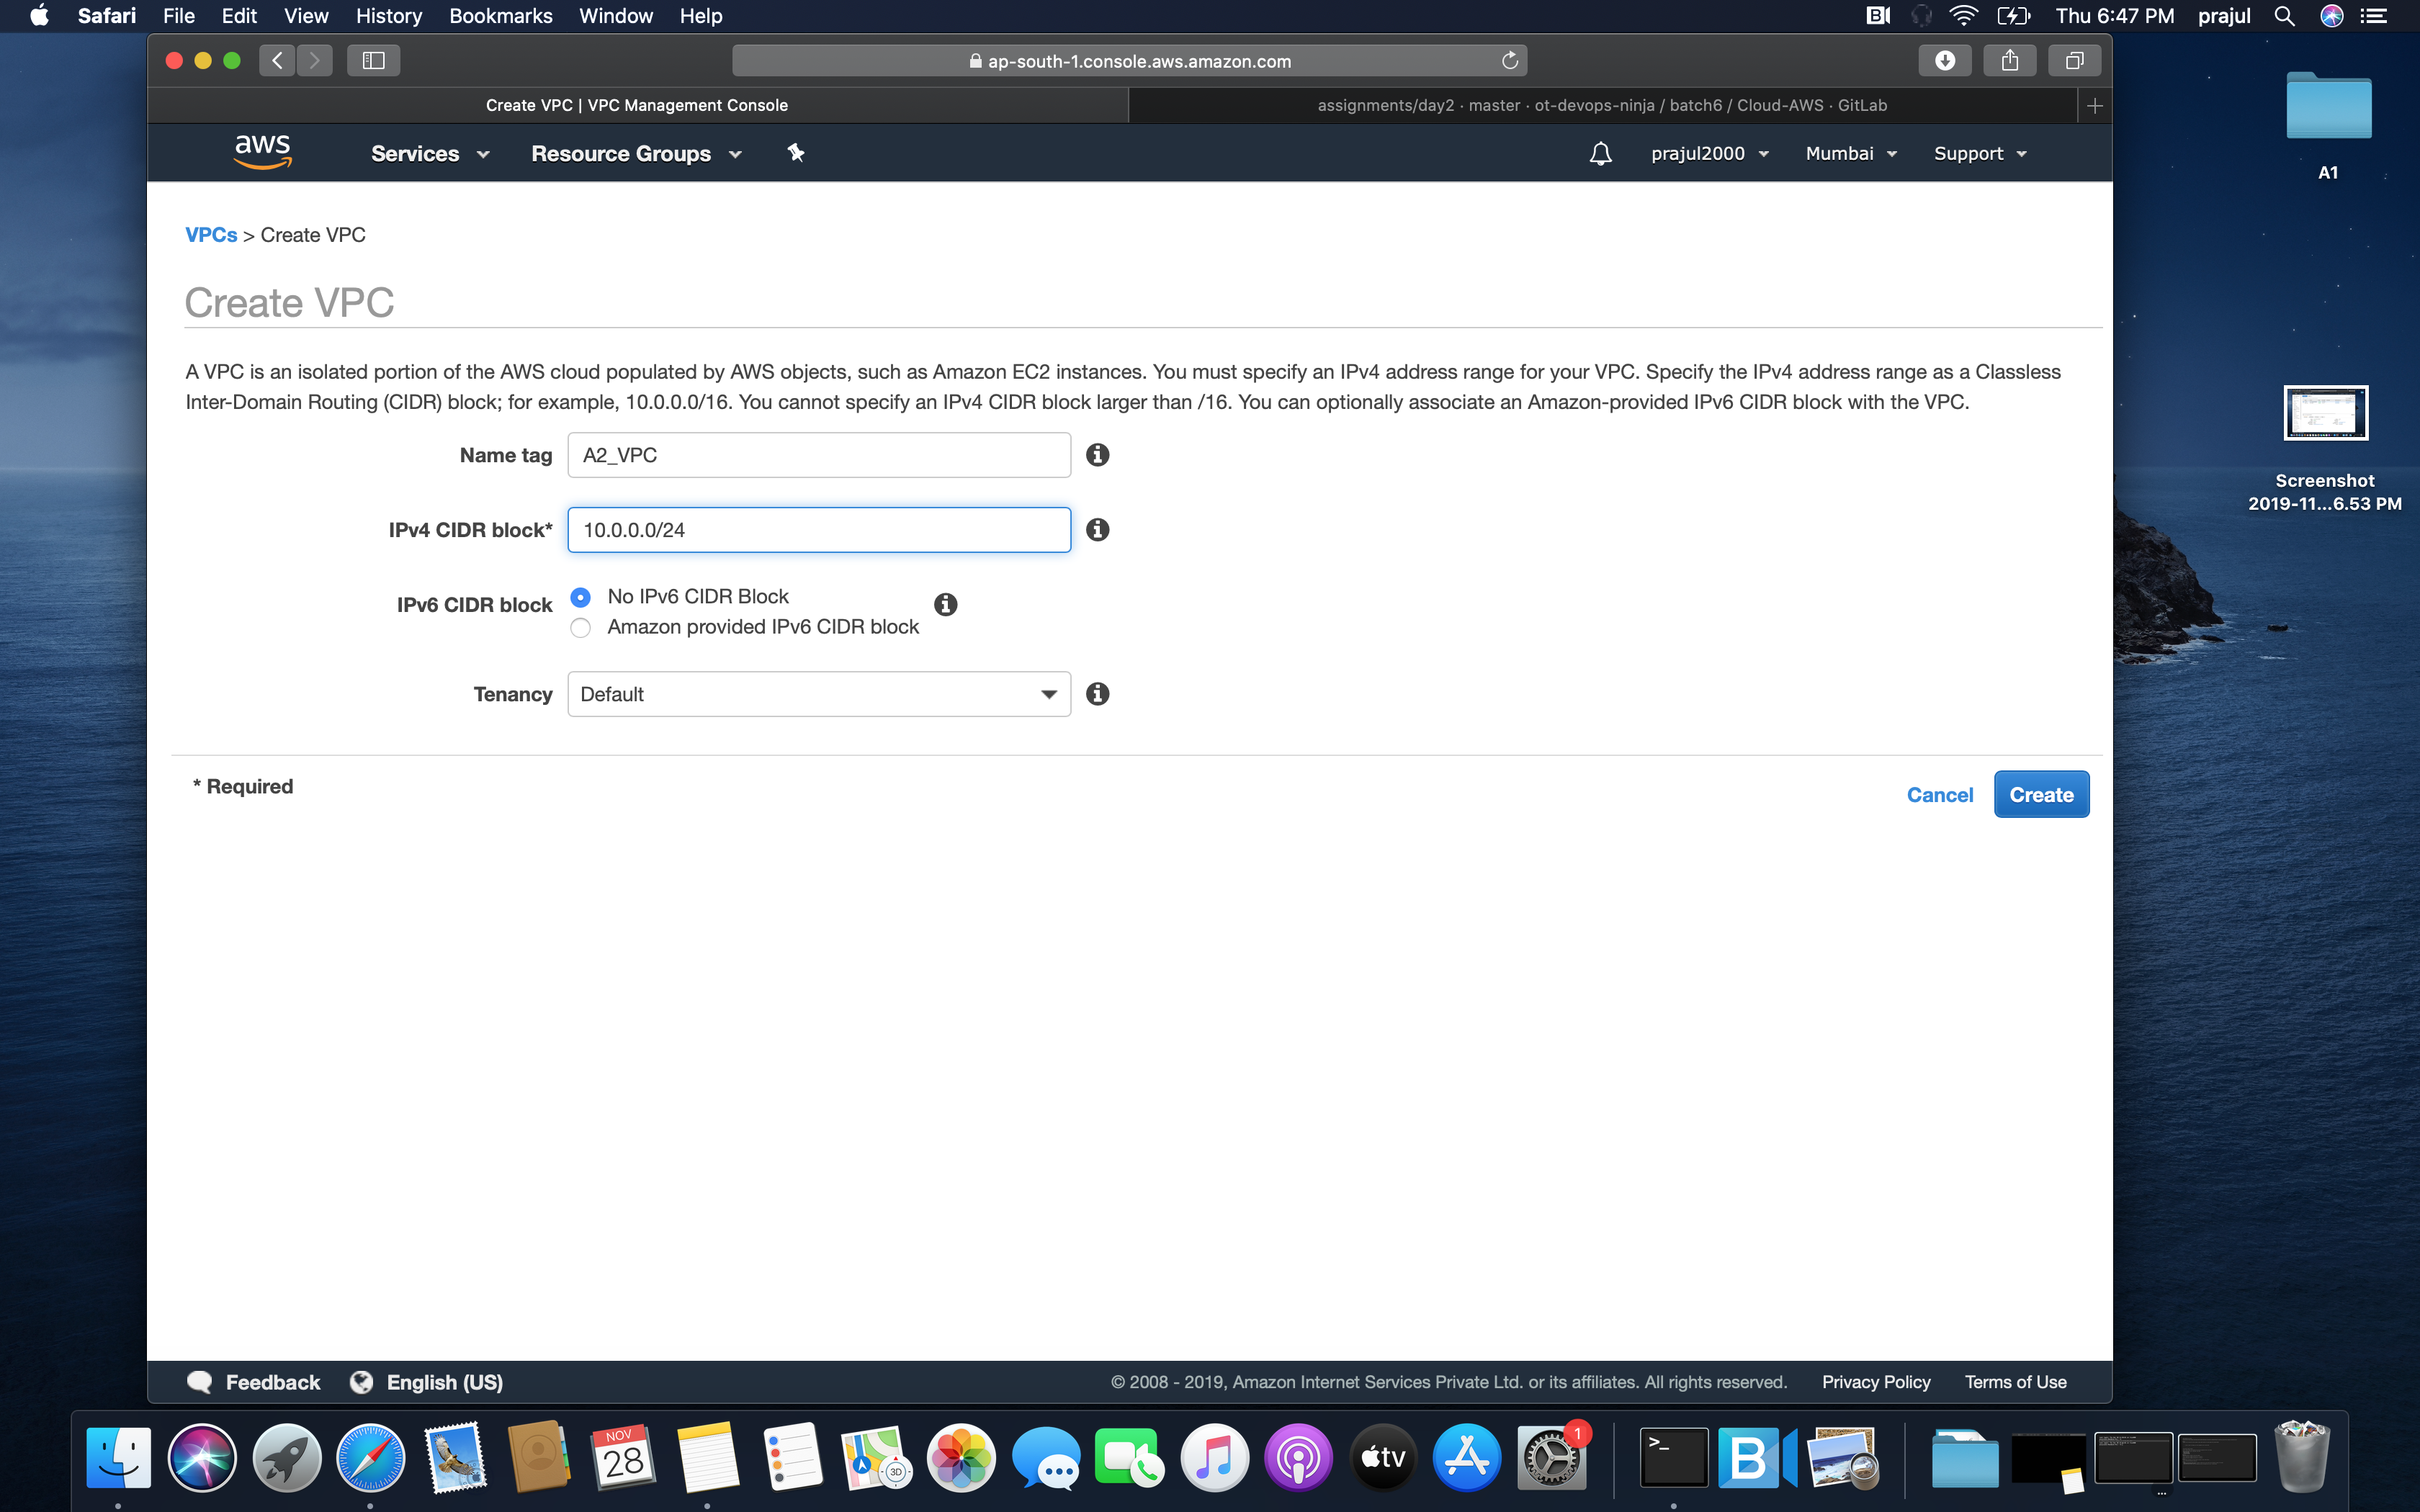 Safari File Edit View History Bookmarks Window Help
Thu 6:47 PM prajul
ap-south-1.console.aws.amazon.com
Create VPC | VPC Management Console
assignments/day2 · master · ot-devops-ninja / batch6 / Cloud-AWS · GitLab
aws Services Resource Groups prajul2000 Mumbai Support
A1
VPCs > Create VPC
Create VPC
A VPC is an isolated portion of the AWS cloud populated by AWS objects, such as Amazon EC2 instances. You must specify an IPv4 address range for your VPC. Specify the IPv4 address range as a Classless
Inter-Domain Routing (CIDR) block; for example, 10.0.0.0/16. You cannot specify an IPv4 CIDR block larger than /16. You can optionally associate an Amazon-provided IPv6 CIDR block with the VPC.
Name tag A2_VPC
Screenshot
2019-11...6.53 PM
IPv4 CIDR block* 10.0.0.0/24
IPv6 CIDR block
No IPv6 CIDR Block
Amazon provided IPv6 CIDR block
Tenancy Default
* Required
Cancel Create
Feedback English (US)
© 2008 - 2019, Amazon Internet Services Private Ltd. or its affiliates. All rights reserved. Privacy Policy Terms of Use
NOV
28
3D
tv
1
>_
B